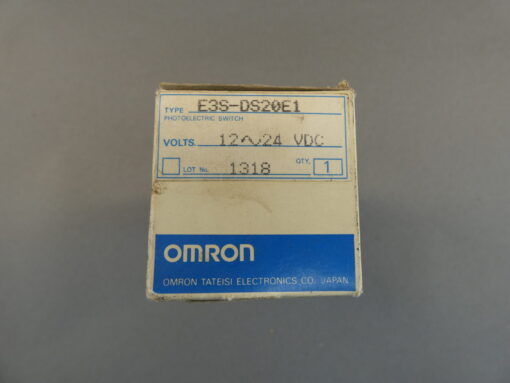 TYPE E3S-DS20E1
PHOTOELECTRIC SWITCH
VOLTS. 12~24 VDC
LOT No. 1318 QTY. 1
OMRON
OMRON TATEISI ELECTRONICS CO. JAPAN